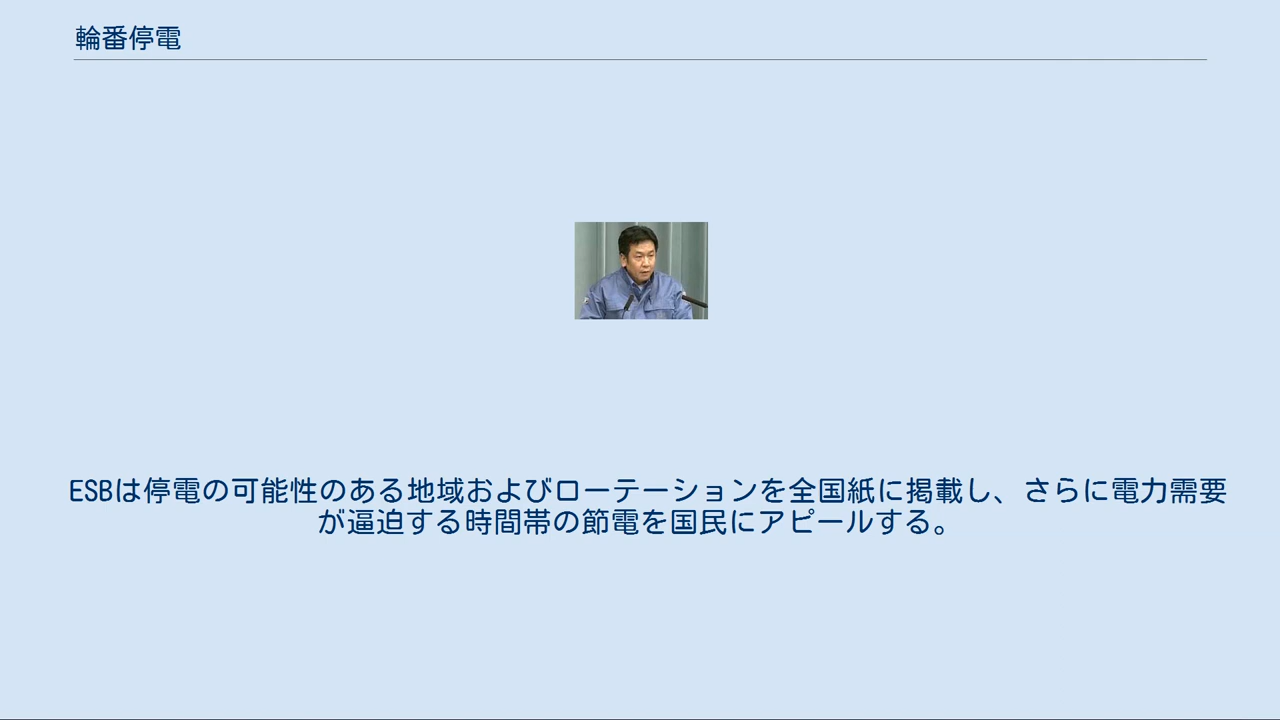 輪番停電
ESBは停電の可能性のある地域およびローテーションを全国紙に掲載し、さらに電力需要
が逼迫する時間帯の節電を国民にアピールする。